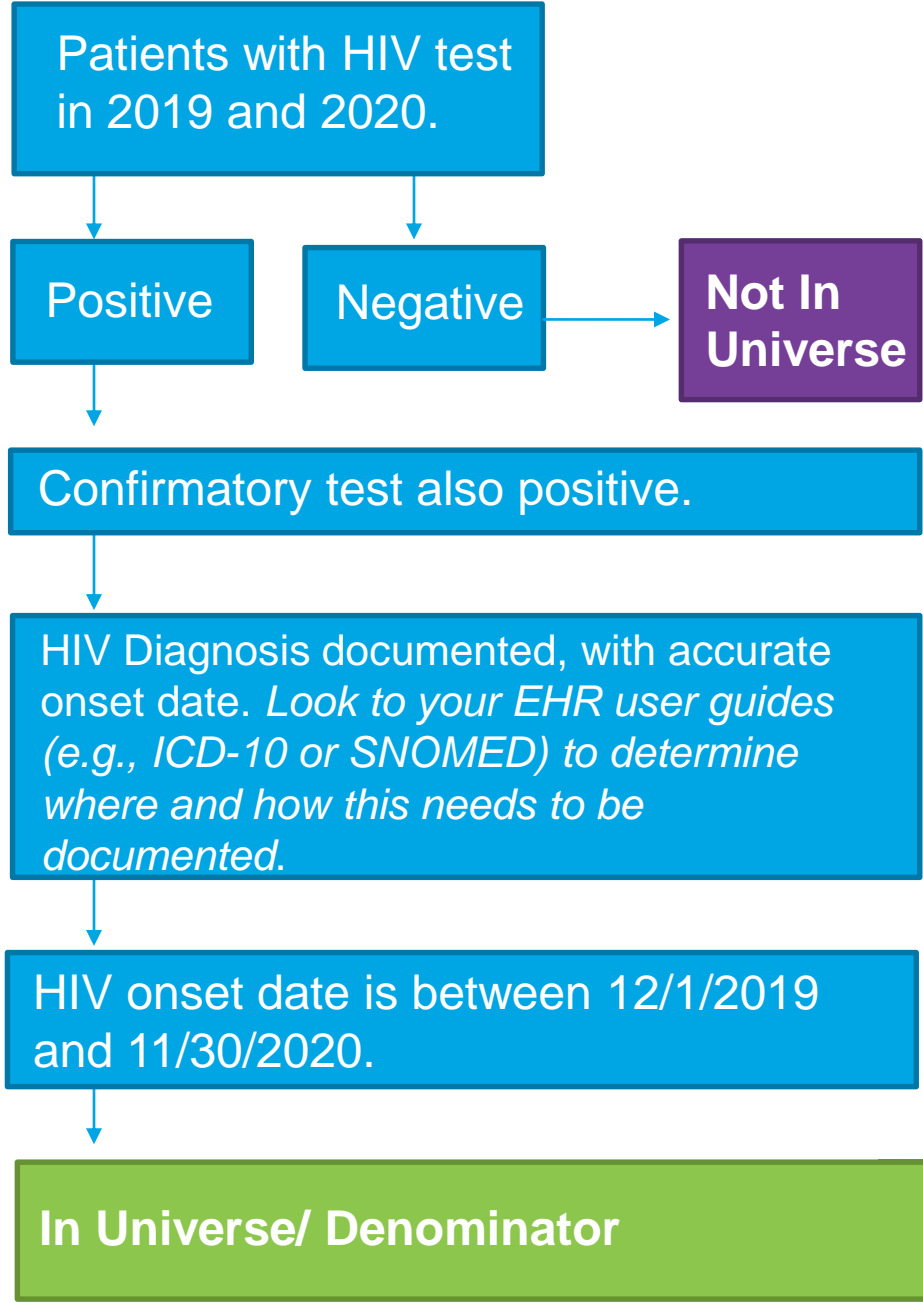 Patients with HIV test
in 2019 and 2020.
Positive
Negative
Not In
Universe
Confirmatory test also positive.
HIV Diagnosis documented, with accurate
onset date. Look to your EHR user guides
(e.g., ICD-10 or SNOMED) to determine
where and how this needs to be
documented.
HIV onset date is between 12/1/2019
and 11/30/2020.
In Universe/ Denominator